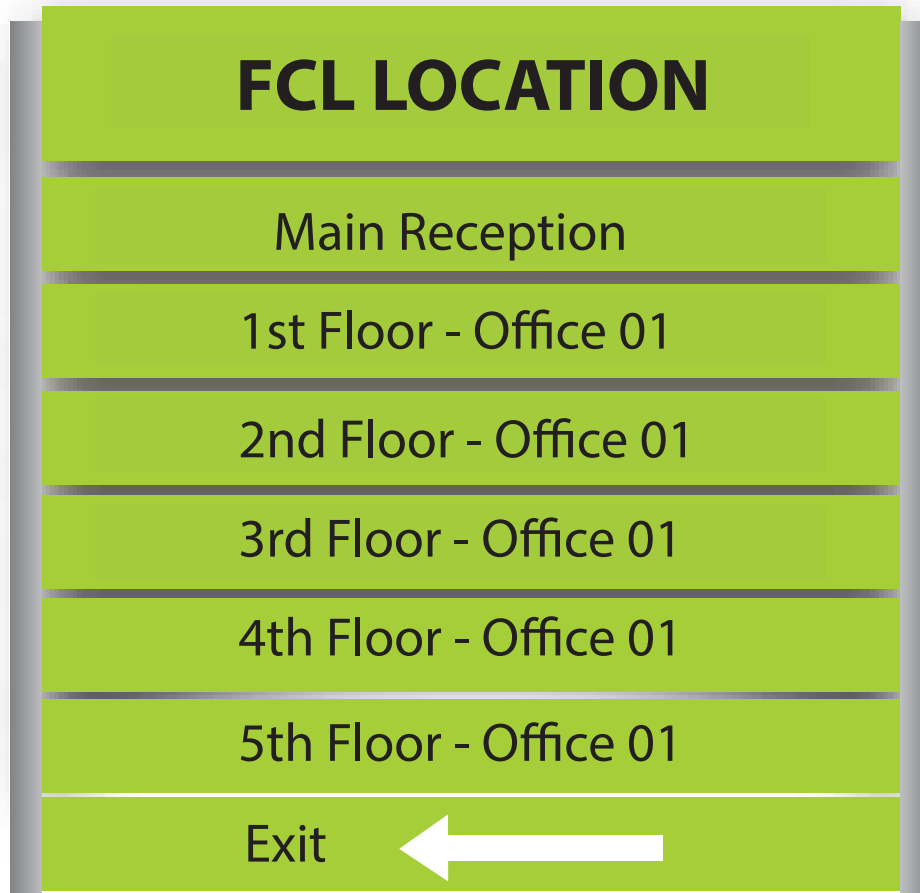 FCL LOCATION
Main Reception
1st Floor - Office 01
2nd Floor - Office 01
3rd Floor - Office 01
4th Floor - Office 01
5th Floor - Office 01
Exit